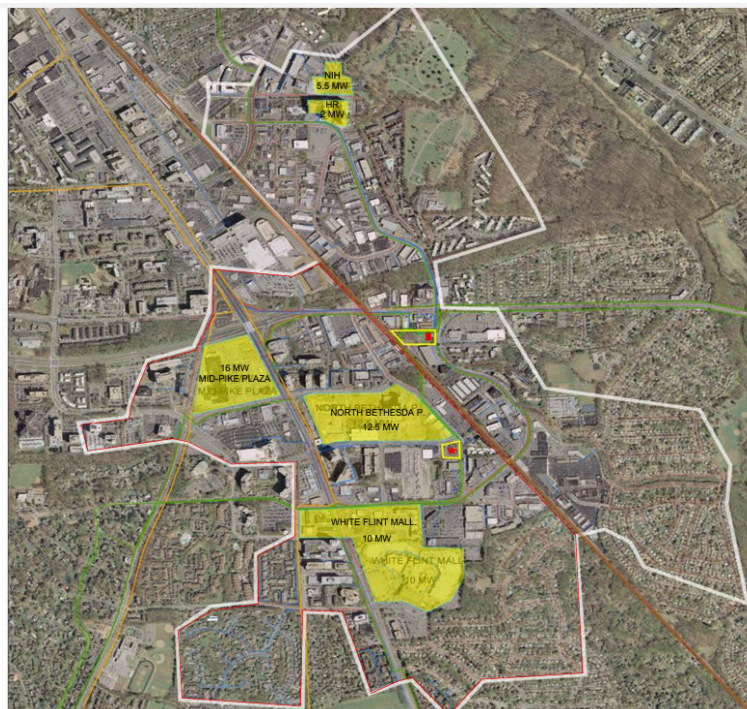 NIH
5.5 MW
HR
2 MW
16 MW
MID-PIKE PLAZA
MID-PIKE PLAZA
NORTH BETHESDA P.
12.5 MW
WHITE FLINT MALL.
10 MW
WHITE FLINT MALL
10 MW